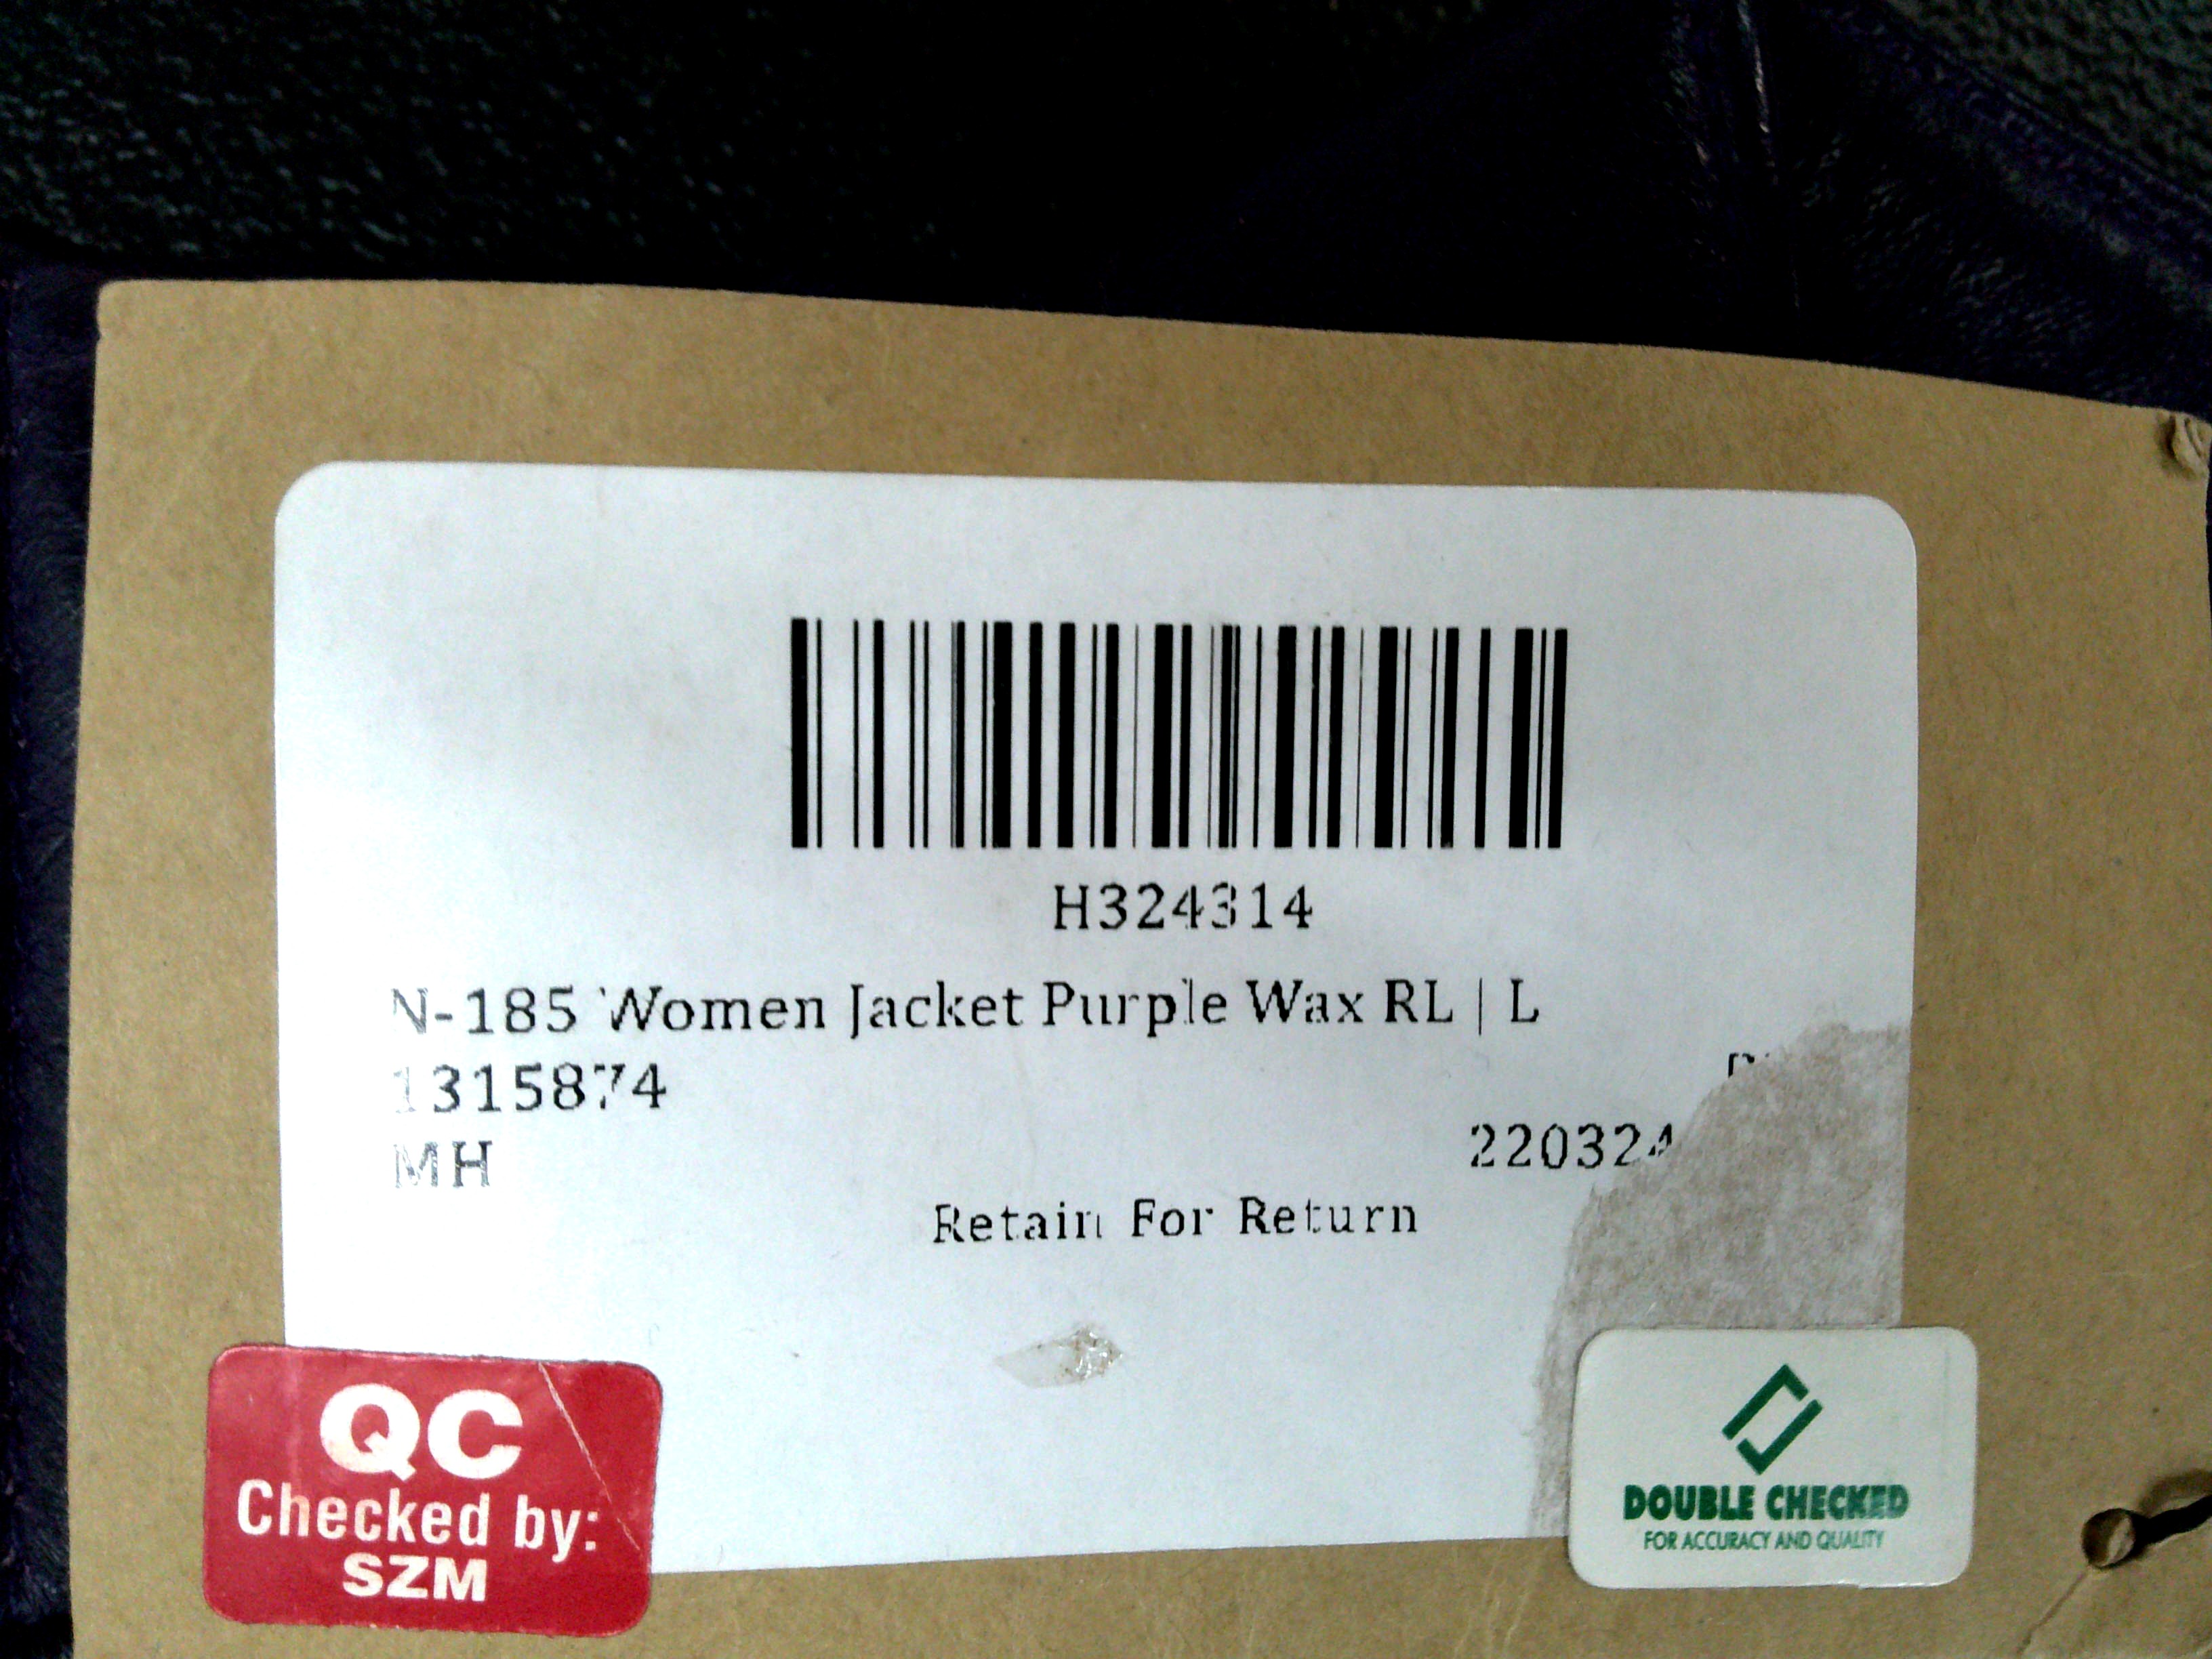 H324314
N-185 Women Jacket Purple Wax RL | L
1315874
MH
220324
Retain For Return
QC
Checked by:
SZM
DOUBLE CHECKED
FOR ACCURACY AND QUALITY